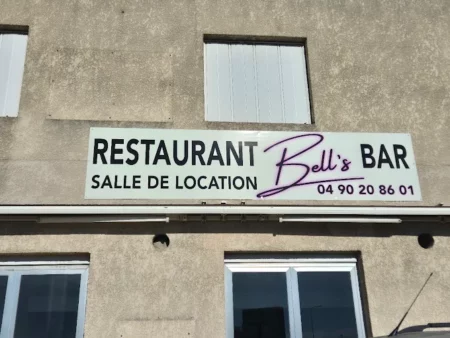 RESTAURANT Bell's BAR
SALLE DE LOCATION 04 90 20 86 01